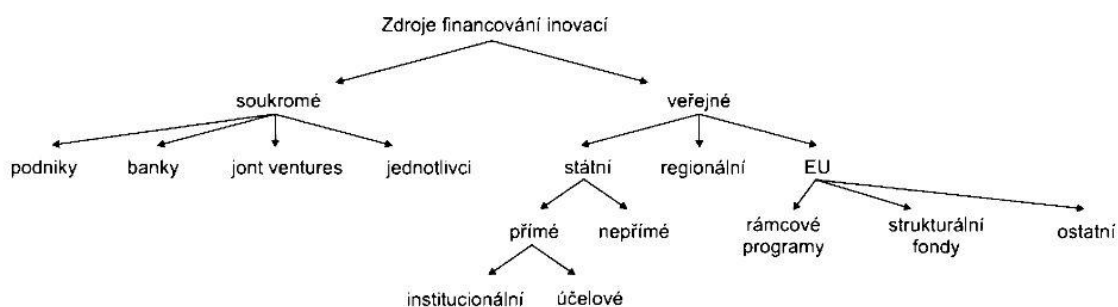 Zdroje financování inovací
soukromé veřejné
podniky banky jont ventures jednotlivci státní regionální EU
přímé nepřímé rámcové programy strukturální fondy ostatní
institucionální účelové